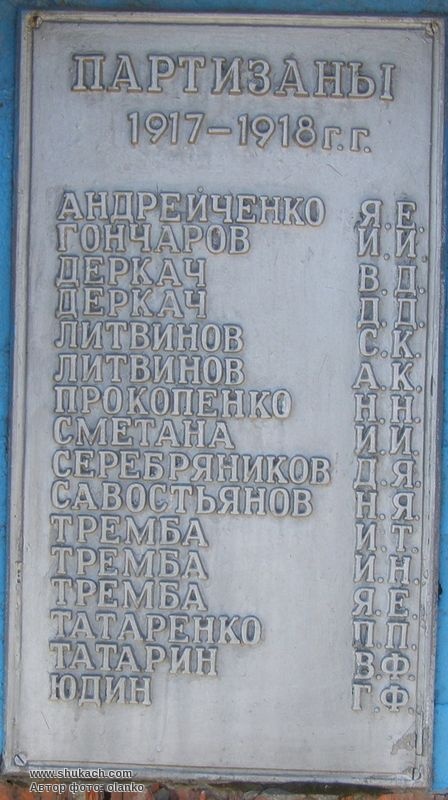 ПАРТИЗАНЫ
1917-1918 г.г.
АНДРЕЙЧЕНКО Я.Е.
ГОНЧАРОВ И.И.
ДЕРКАЧ В.Д.
ДЕРКАЧ П.П.
ЛИТВИНОВ С.К.
ЛИТВИНОВ А.К.
ПРОКОПЕНКО Н.Н.
СМЕТАНА И.И.
СЕРЕБРЯНИКОВ Д.Я.
САВОСТЬЯНОВ Н.Я.
ТРЕМБА И.Т.
ТРЕМБА И.Н.
ТРЕМБА Я.Е.
ТАТАРЕНКО П.П.
ТАТАРИН В.Ф.
ЮДИН Г.Ф.
www.shukach.com
Автор фото: olanko